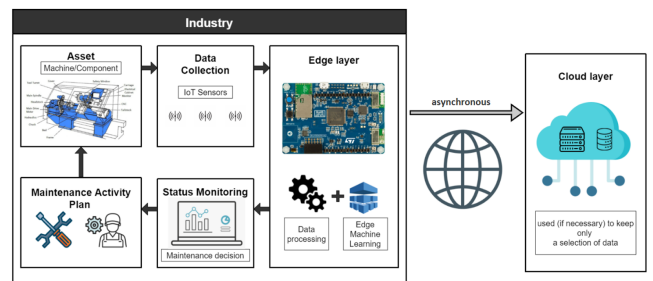 Industry
Asset
Machine/Component
Data
Collection
IoT Sensors
Edge layer
Data
processing
Edge
Machine
Learning
Status Monitoring
Maintenance decision
Maintenance Activity
Plan
asynchronous
Cloud layer
used (if necessary) to keep
only
a selection of data